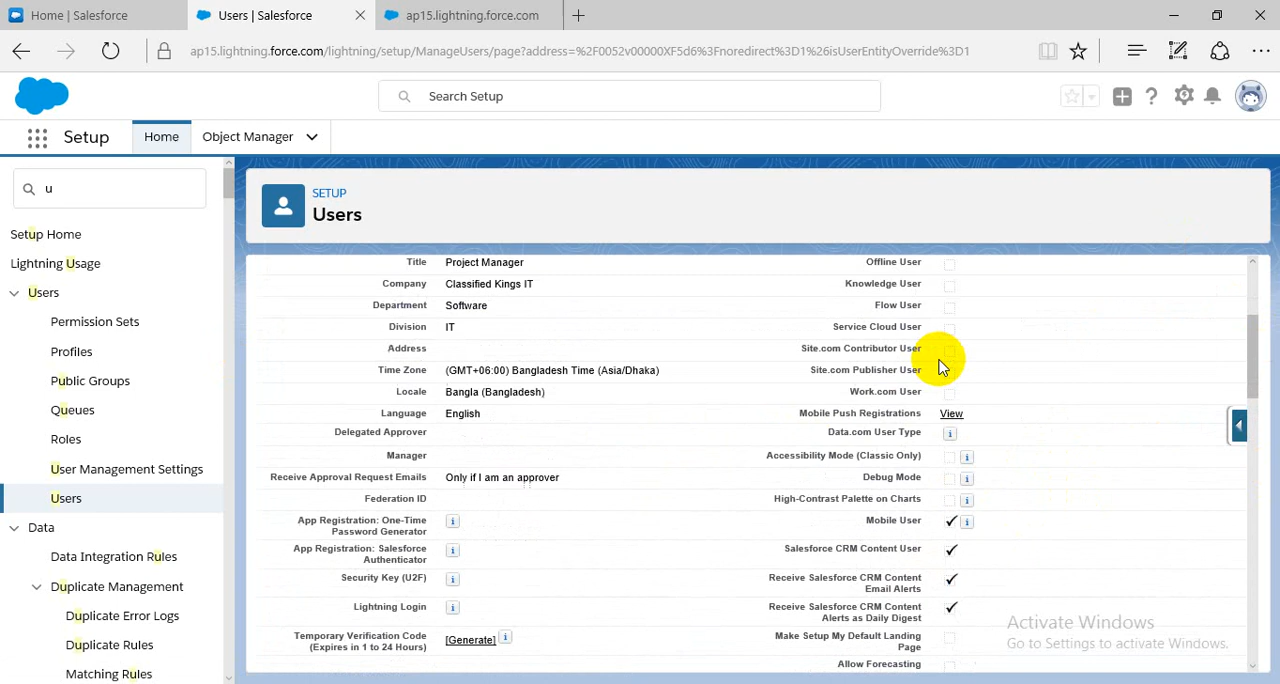 Home | Salesforce
Users | Salesforce
ap15.lightning.force.com
ap15.lightning.force.com/lightning/setup/ManageUsers/page?address=%2F0052v00000XF5d6%3Fnoredirect%3D1%26isUserEntityOverride%3D1
Search Setup
Setup
Home
Object Manager
u
Setup Home
Lightning Usage
Users
Permission Sets
Profiles
Public Groups
Queues
Roles
User Management Settings
Users
Data
Data Integration Rules
Duplicate Management
Duplicate Error Logs
Duplicate Rules
Matching Rules
SETUP
Users
Title Project Manager
Company Classified Kings IT
Department Software
Division IT
Address
Time Zone (GMT+06:00) Bangladesh Time (Asia/Dhaka)
Locale Bangla (Bangladesh)
Language English
Delegated Approver
Manager
Receive Approval Request Emails Only if I am an approver
Federation ID
App Registration: One-Time
Password Generator
App Registration: Salesforce
Authenticator
Security Key (U2F)
Lightning Login
Temporary Verification Code
(Expires in 1 to 24 Hours) [Generate]
Offline User
Knowledge User
Flow User
Service Cloud User
Site.com Contributor User
Site.com Publisher User
Work.com User
Mobile Push Registrations View
Data.com User Type
Accessibility Mode (Classic Only)
Debug Mode
High-Contrast Palette on Charts
Mobile User
Salesforce CRM Content User
Receive Salesforce CRM Content
Email Alerts
Receive Salesforce CRM Content
Alerts as Daily Digest
Make Setup My Default Landing
Page
Allow Forecasting
Activate Windows
Go to Settings to activate Windows.